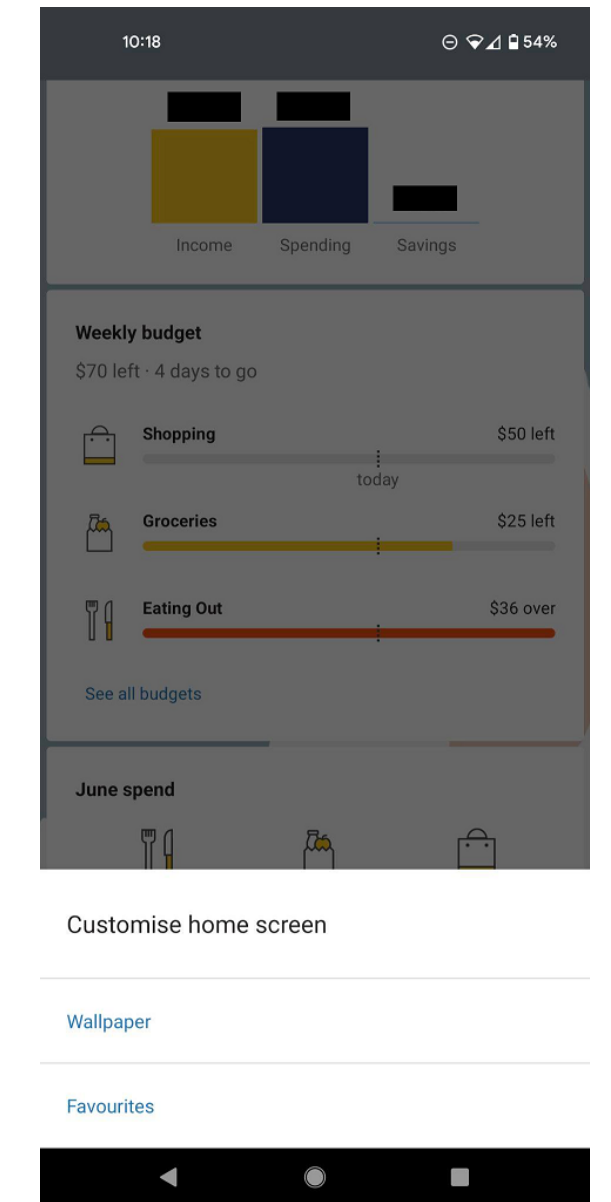 10:18 54%
Income Spending Savings
Weekly budget
$70 left · 4 days to go
Shopping $50 left
today
Groceries $25 left
Eating Out $36 over
See all budgets
June spend
Customise home screen
Wallpaper
Favourites